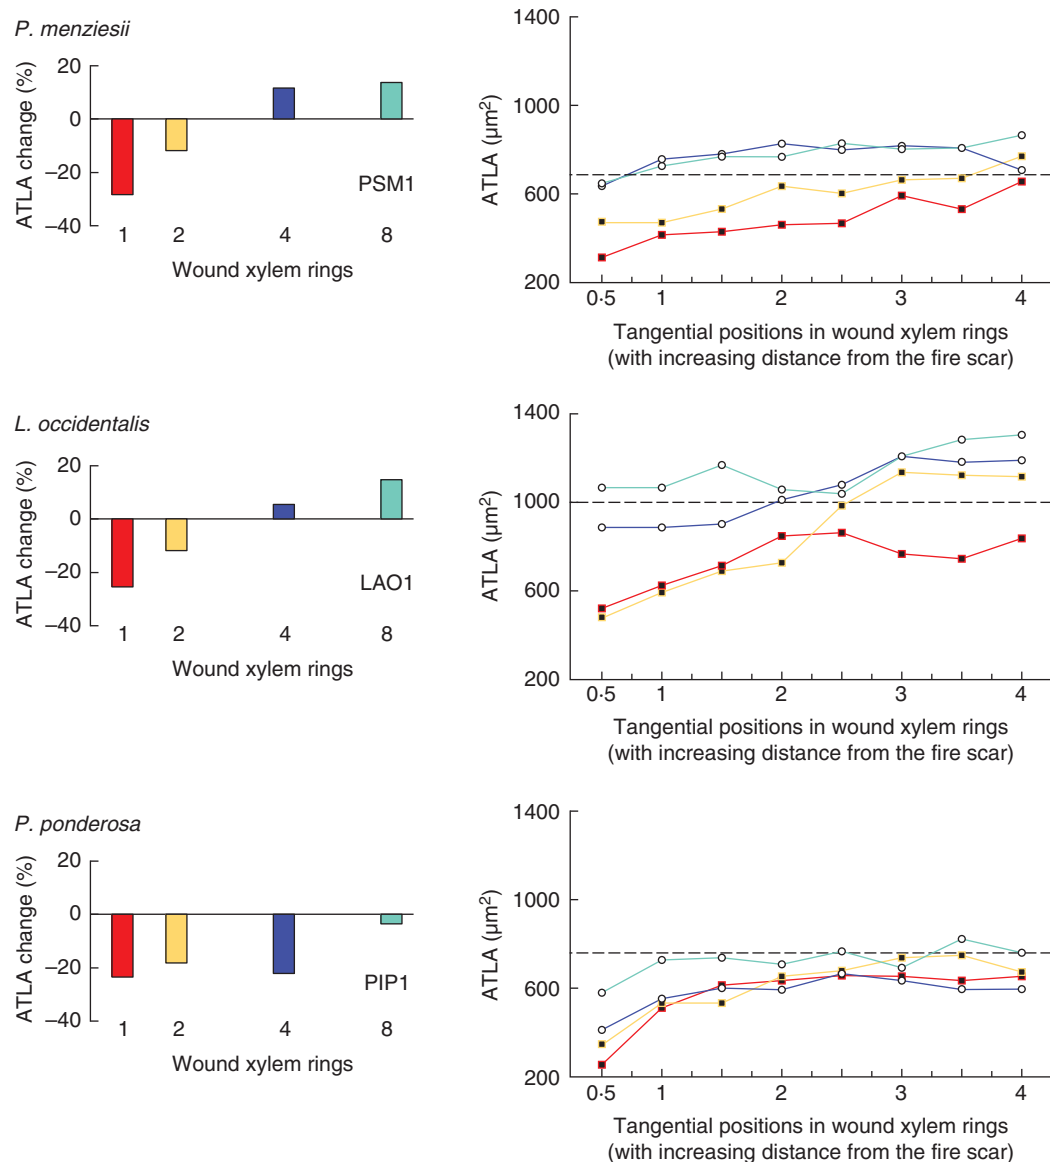 P. menziesii
ATLA change (%)
20
0
–20
–40
PSM1
1 2 4 8
Wound xylem rings
ATLA (µm²)
1400
1000
600
200
0·5 1 2 3 4
Tangential positions in wound xylem rings
(with increasing distance from the fire scar)
L. occidentalis
ATLA change (%)
20
0
–20
–40
LAO1
1 2 4 8
Wound xylem rings
ATLA (µm²)
1400
1000
600
200
0·5 1 2 3 4
Tangential positions in wound xylem rings
(with increasing distance from the fire scar)
P. ponderosa
ATLA change (%)
20
0
–20
–40
PIP1
1 2 4 8
Wound xylem rings
ATLA (µm²)
1400
1000
600
200
0·5 1 2 3 4
Tangential positions in wound xylem rings
(with increasing distance from the fire scar)